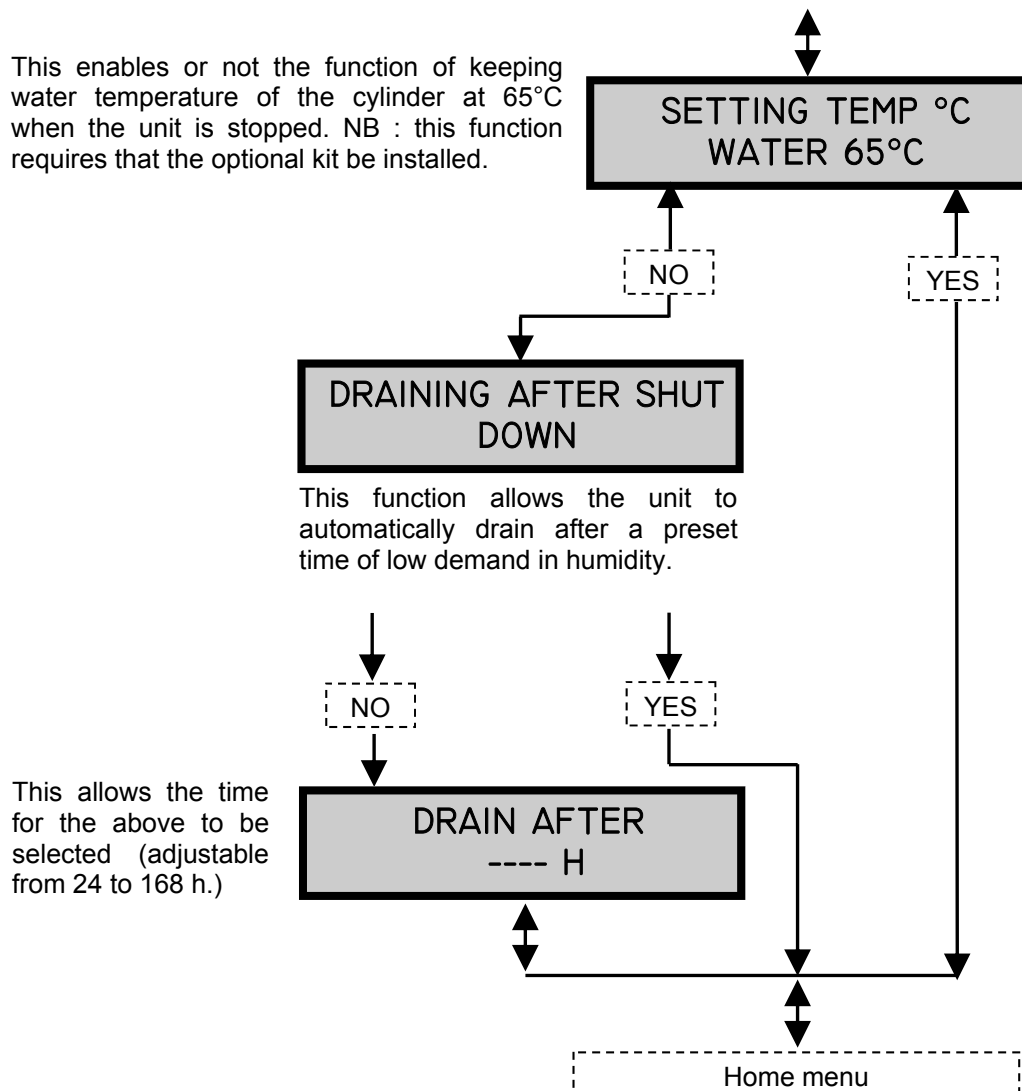 This enables or not the function of keeping
water temperature of the cylinder at 65°C
when the unit is stopped. NB : this function
requires that the optional kit be installed.
SETTING TEMP °C
WATER 65°C
NO
YES
DRAINING AFTER SHUT
DOWN
This function allows the unit to
automatically drain after a preset
time of low demand in humidity.
NO
YES
This allows the time
for the above to be
selected (adjustable
from 24 to 168 h.)
DRAIN AFTER
---- H
Home menu